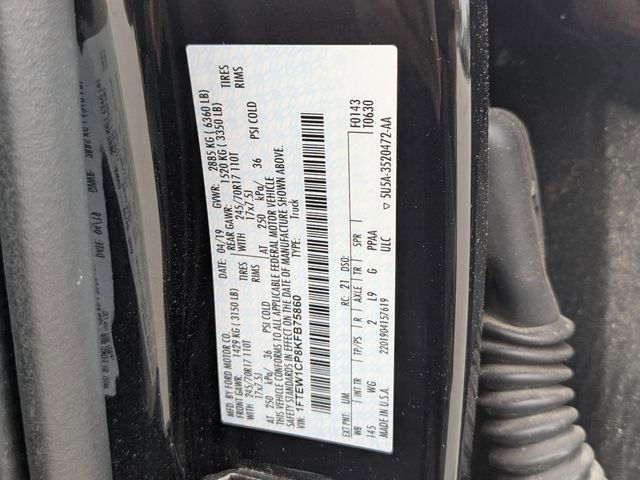 MFD. BY FORD MOTOR CO.
DATE: 04/19 GVWR: 2885 KG ( 6360 LB)
FRONT GAWR: 1429 KG ( 3150 LB) REAR GAWR: 1520 KG ( 3350 LB)
WITH 245/70R17 110T TIRES WITH 245/70R17 110T TIRES
17x7.5J RIMS 17x7.5J RIMS
AT 250 kPa/ 36 PSI COLD AT 250 kPa/ 36 PSI COLD
THIS VEHICLE CONFORMS TO ALL APPLICABLE FEDERAL MOTOR VEHICLE
SAFETY STANDARDS IN EFFECT ON THE DATE OF MANUFACTURE SHOWN ABOVE.
VIN: 1FTEW1CP8KFB75860 TYPE: Truck
F0143
T0630
EXT PNT: UM RC: 21 DSO:
WB INT TR TP/PS R AXLE TR SPR
145 WG 2 L9 G PPAA
MADE IN U.S.A. 2201904157619 ULC
▽ 5U5A-3520472-AA